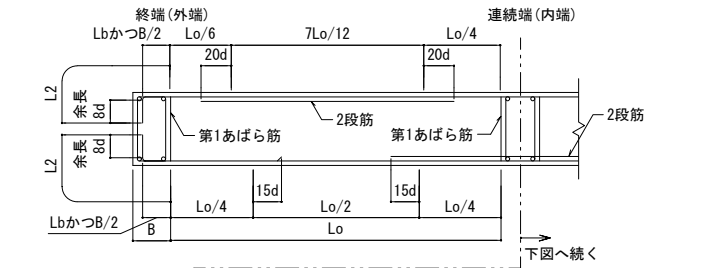 終端(外端)
連続端(内端)
LbかつB/2
Lo/6
7Lo/12
Lo/4
20d
20d
L2
余長
8d
2段筋
2段筋
第1あばら筋
第1あばら筋
L2
余長
8d
15d
15d
Lo/4
Lo/2
Lo/4
LbかつB/2
B
Lo
下図へ続く